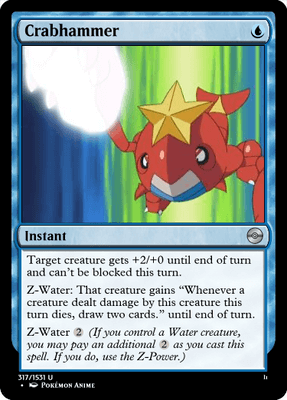 Crabhammer
Instant
Target creature gets +2/+0 until end of turn
and can't be blocked this turn.
Z-Water: That creature gains “Whenever a
creature dealt damage by this creature this
turn dies, draw two cards.” until end of turn.
Z-Water 2 (If you control a Water creature,
you may pay an additional 2 as you cast this
spell. If you do, use the Z-Power.)
317/1531 U
• Pokémon Anime